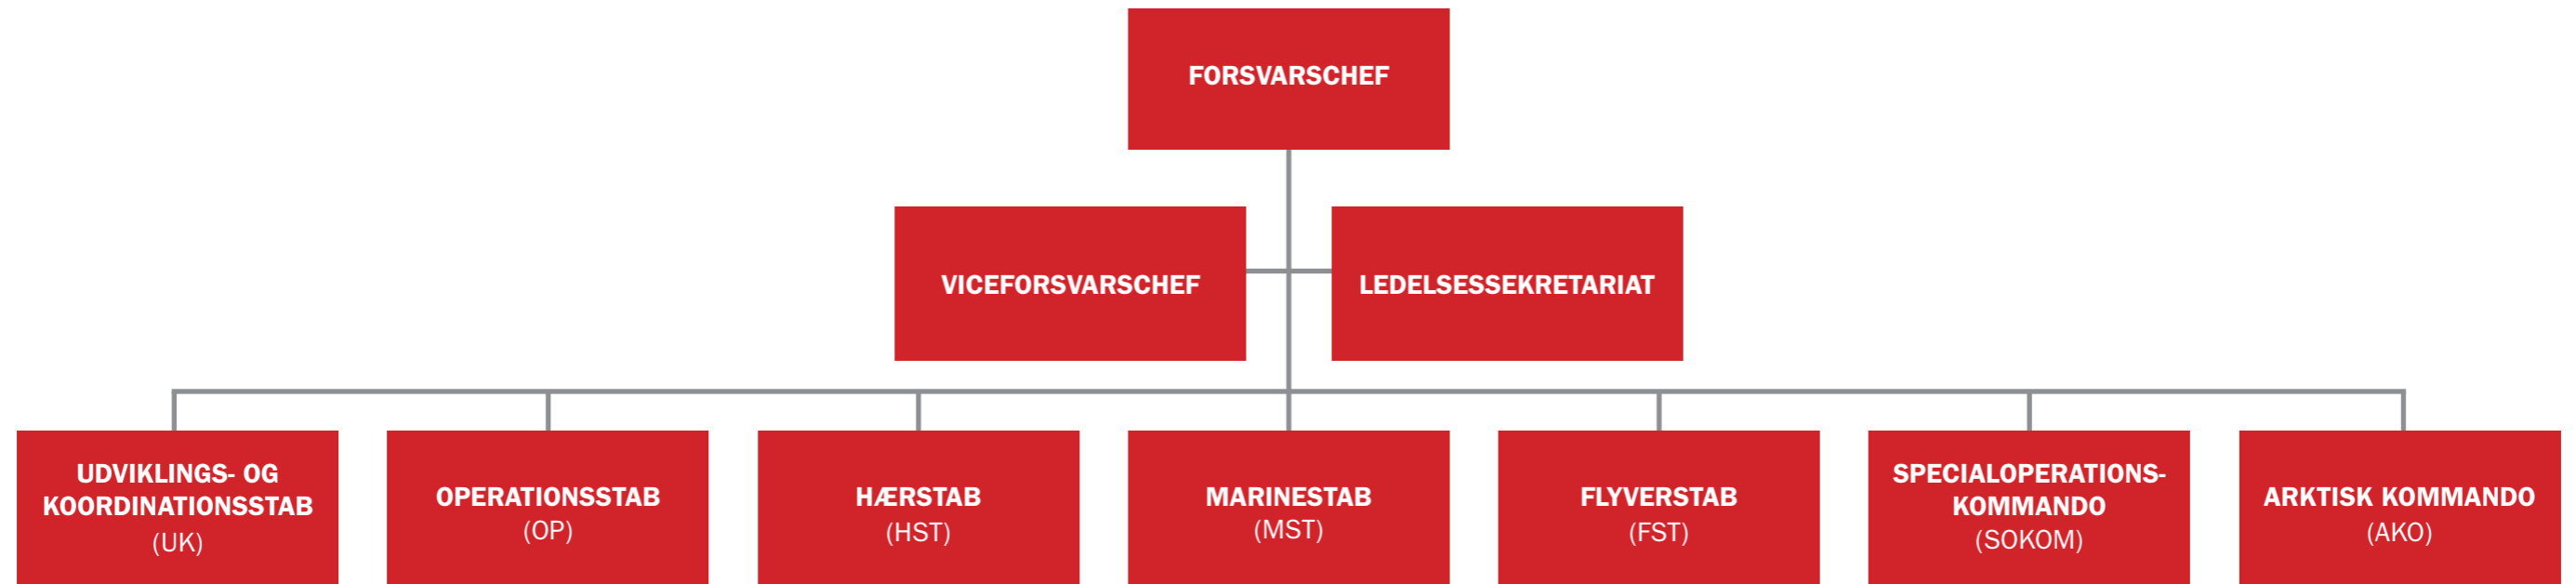 FORSVARSCHEF
VICEFORSVARSCHEF
LEDELSESSEKRETARIAT
UDVIKLINGS- OG
KOORDINATIONSSTAB
(UK)
OPERATIONSSTAB
(OP)
HÆRSTAB
(HST)
MARINESTAB
(MST)
FLYVERSTAB
(FST)
SPECIALOPERATIONS-
KOMMANDO
(SOKOM)
ARKTISK KOMMANDO
(AKO)